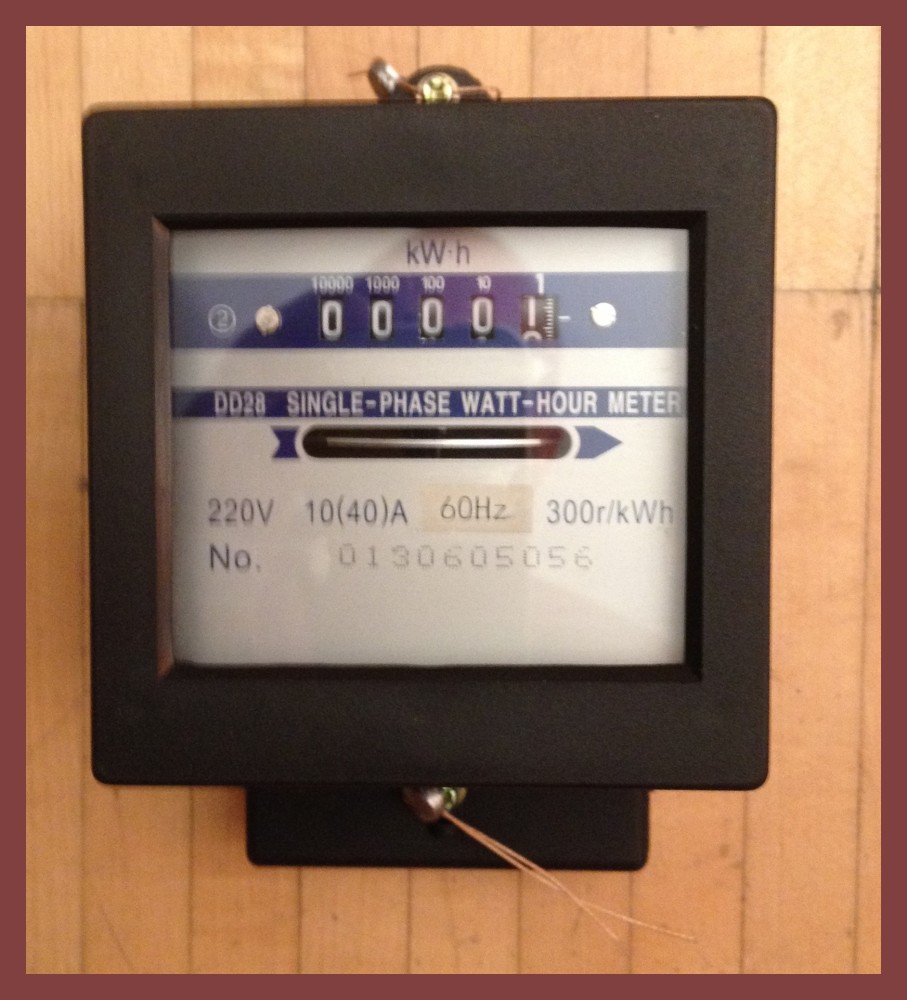 kW·h
10000 1000 100 10 1
② 0 0 0 0 1
DD28 SINGLE-PHASE WATT-HOUR METER
220V 10(40)A 60Hz 300r/kWh
No. 0130605056